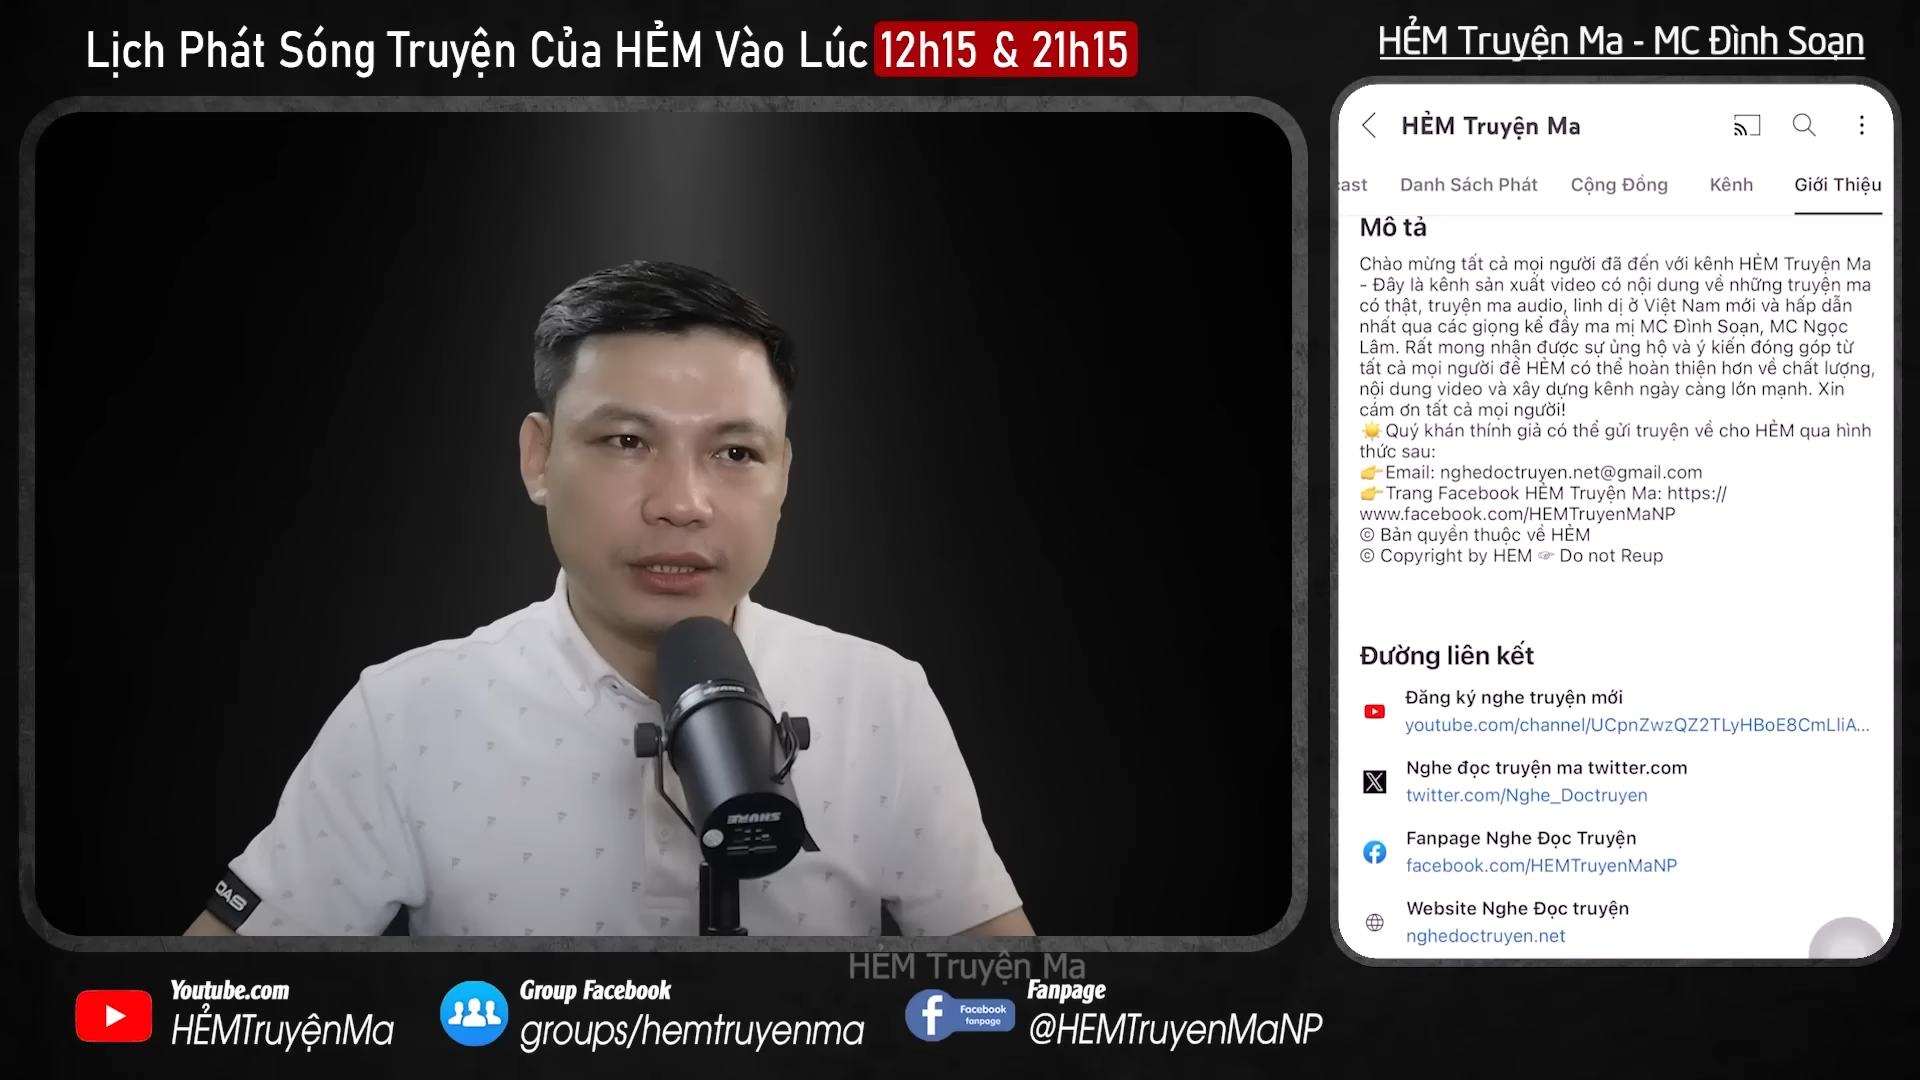 Lịch Phát Sóng Truyện Của HẺM Vào Lúc 12h15 & 21h15
HẺM Truyện Ma - MC Đình Soạn
HẺM Truyện Ma
cast Danh Sách Phát Cộng Đồng Kênh Giới Thiệu
Mô tả
Chào mừng tất cả mọi người đã đến với kênh HẺM Truyện Ma
- Đây là kênh sản xuất video có nội dung về những truyện ma
có thật, truyện ma audio, linh dị ở Việt Nam mới và hấp dẫn
nhất qua các giọng kể đầy ma mị MC Đình Soạn, MC Ngọc
Lâm. Rất mong nhận được sự ủng hộ và ý kiến đóng góp từ
tất cả mọi người để HẺM có thể hoàn thiện hơn về chất lượng,
nội dung video và xây dựng kênh ngày càng lớn mạnh. Xin
cám ơn tất cả mọi người!
☀️Quý khán thính giả có thể gửi truyện về cho HẺM qua hình
thức sau:
👉Email: nghedoctruyen.net@gmail.com
👉Trang Facebook HẺM Truyện Ma: https://
www.facebook.com/HEMTruyenMaNP
© Bản quyền thuộc về HẺM
© Copyright by HEM ☞ Do not Reup
Đường liên kết
Đăng ký nghe truyện mới
youtube.com/channel/UCpnZwzQZ2TLyHBoE8CmLliA...
Nghe đọc truyện ma twitter.com
twitter.com/Nghe_Doctruyen
Fanpage Nghe Đọc Truyện
facebook.com/HEMTruyenMaNP
Website Nghe Đọc truyện
nghedoctruyen.net
SHURE
HẺM Truyện Ma
Youtube.com
HẺMTruyệnMa
Group Facebook
groups/hemtruyenma
Facebook
fanpage
Fanpage
@HEMTruyenMaNP